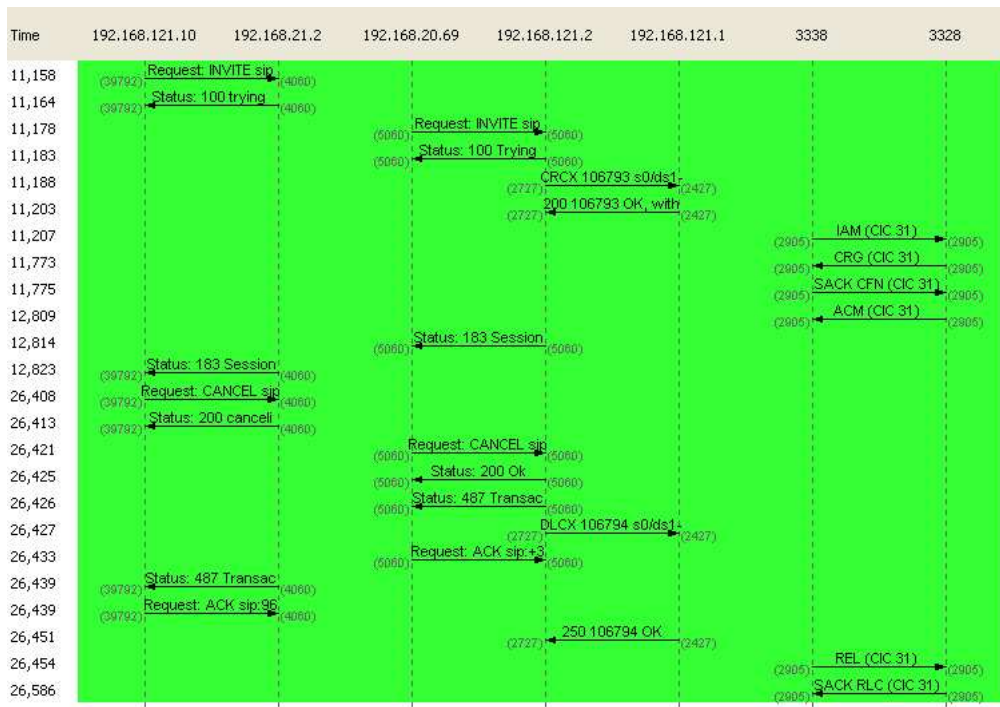 Time 192.168.121.10 192.168.21.2 192.168.20.69 192.168.121.2 192.168.121.1 3338 3328
11,158 (39792) Request: INVITE sip (4060)
11,164 (39792) Status: 100 trying (4060)
11,178 (5060) Request: INVITE sip (5060)
11,183 (5060) Status: 100 Trying (5060)
11,188 (2727) CRCX 106793 s0/ds1- (2427)
11,203 (2727) 200 106793 OK, with (2427)
11,207 (2905) IAM (CIC 31) (2905)
11,773 (2905) CRG (CIC 31) (2905)
11,775 (2905) SACK CFN (CIC 31) (2905)
12,809 (2905) ACM (CIC 31) (2905)
12,814 (5060) Status: 183 Session (5060)
12,823 (39792) Status: 183 Session (4060)
26,408 (39792) Request: CANCEL sip (4060)
26,413 (39792) Status: 200 canceli (4060)
26,421 (5060) Request: CANCEL sip (5060)
26,425 (5060) Status: 200 Ok (5060)
26,426 (5060) Status: 487 Transac (5060)
26,427 (2727) DLCX 106794 s0/ds1- (2427)
26,433 (5060) Request: ACK sip:+3 (5060)
26,439 (39792) Status: 487 Transac (4060)
26,439 (39792) Request: ACK sip:96 (4060)
26,451 (2727) 250 106794 OK (2427)
26,454 (2905) REL (CIC 31) (2905)
26,586 (2905) SACK RLC (CIC 31) (2905)